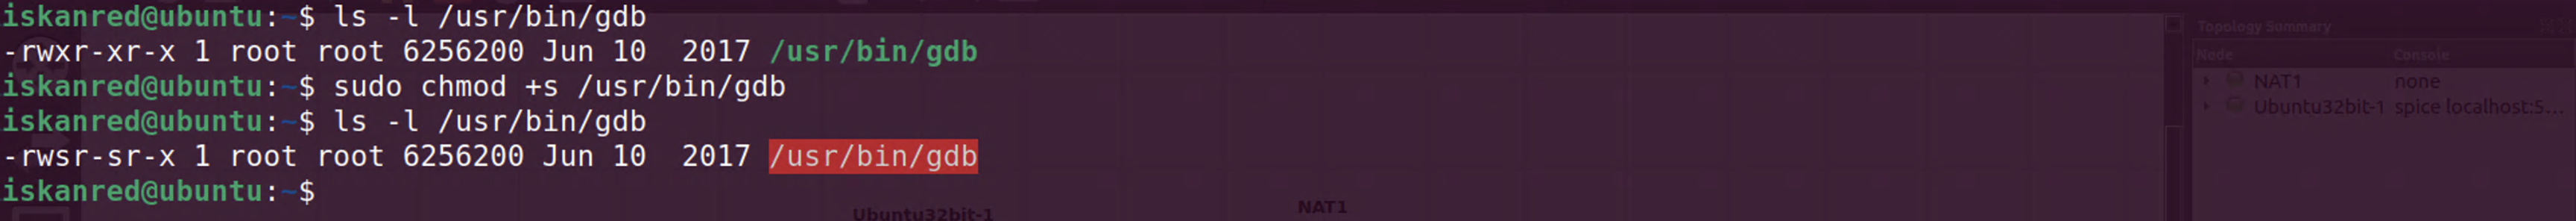 iskanred@ubuntu:~$ ls -l /usr/bin/gdb
-rwxr-xr-x 1 root root 6256200 Jun 10  2017 /usr/bin/gdb
iskanred@ubuntu:~$ sudo chmod +s /usr/bin/gdb
iskanred@ubuntu:~$ ls -l /usr/bin/gdb
-rwsr-sr-x 1 root root 6256200 Jun 10  2017 /usr/bin/gdb
iskanred@ubuntu:~$
Ubuntu32bit-1
NAT1
Topology Summary
Node Console
NAT1 none
Ubuntu32bit-1 spice localhost:5...